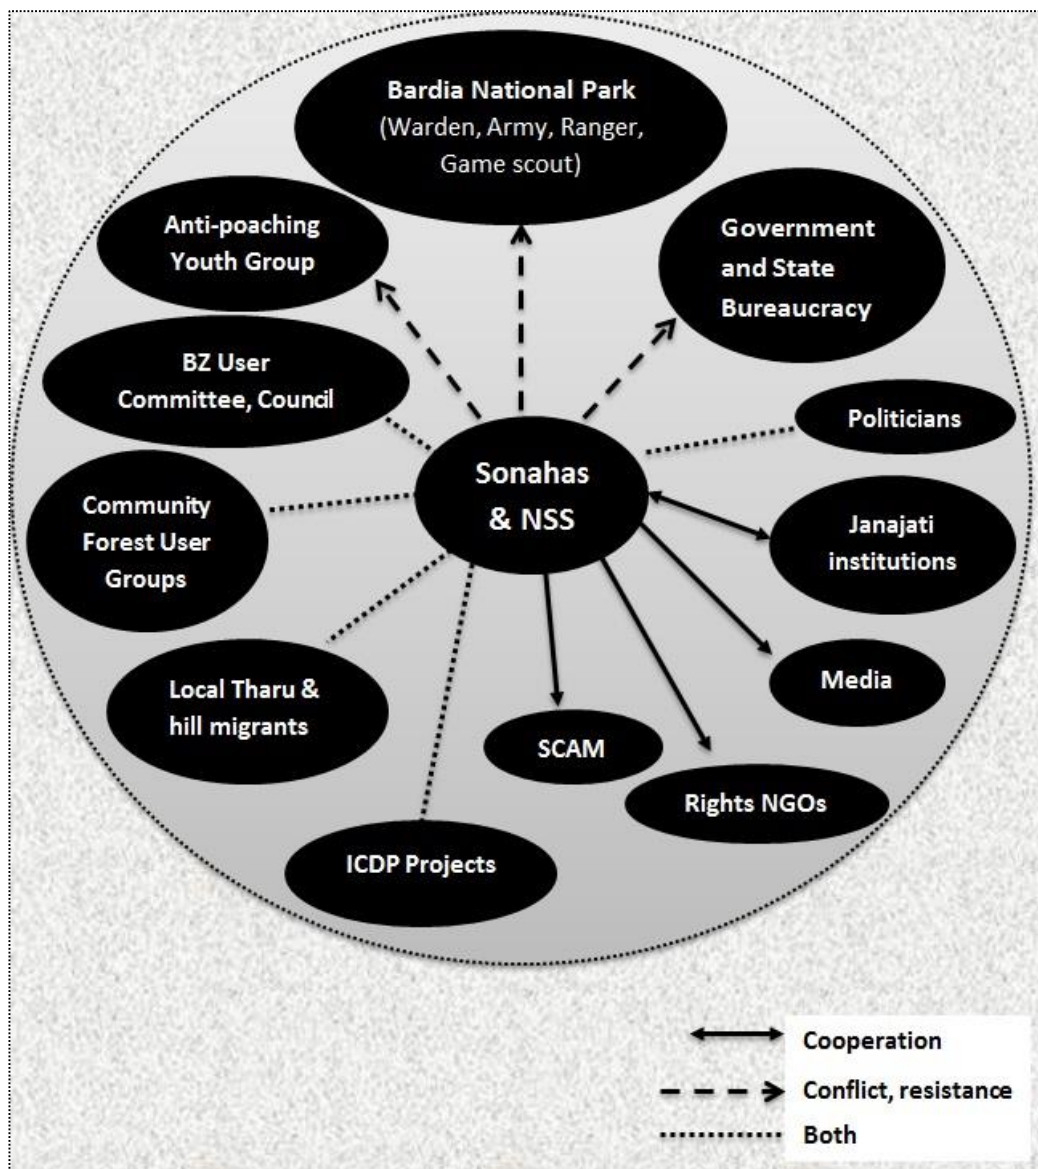 Bardia National Park
(Warden, Army, Ranger,
Game scout)
Anti-poaching
Youth Group
Government
and State
Bureaucracy
BZ User
Committee, Council
Politicians
Sonahas
& NSS
Community
Forest User
Groups
Janajati
institutions
Local Tharu &
hill migrants
Media
SCAM
Rights NGOs
ICDP Projects
Cooperation
Conflict, resistance
Both